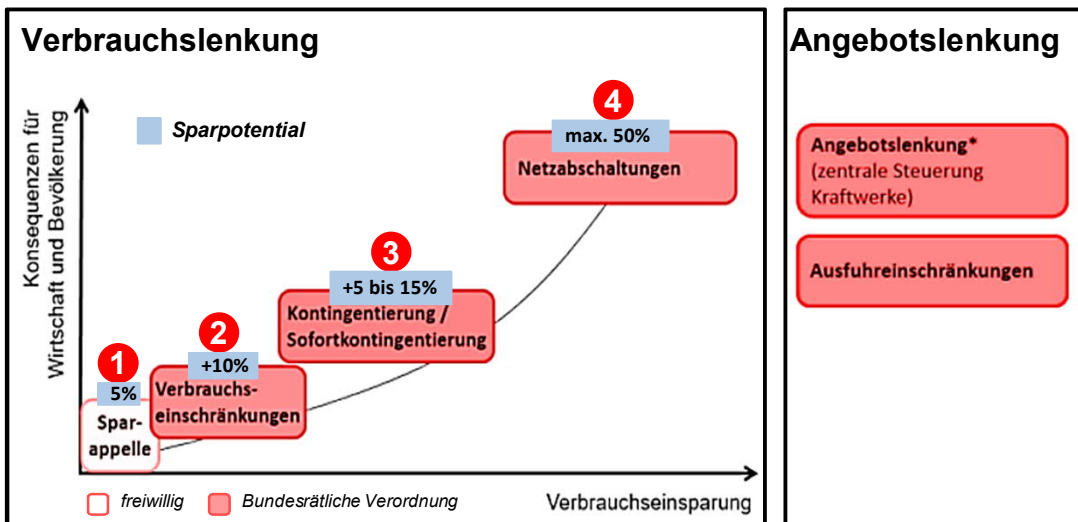 Verbrauchslenkung
Konsequenzen für
Wirtschaft und Bevölkerung
Sparpotential
1
5%
Spar-
appelle
2
+10%
Verbrauchs-
einschränkungen
3
+5 bis 15%
Kontingentierung /
Sofortkontingentierung
4
max. 50%
Netzabschaltungen
freiwillig
Bundesrätliche Verordnung
Verbrauchseinsparung
Angebotslenkung
Angebotslenkung*
(zentrale Steuerung
Kraftwerke)
Ausfuhreinschränkungen